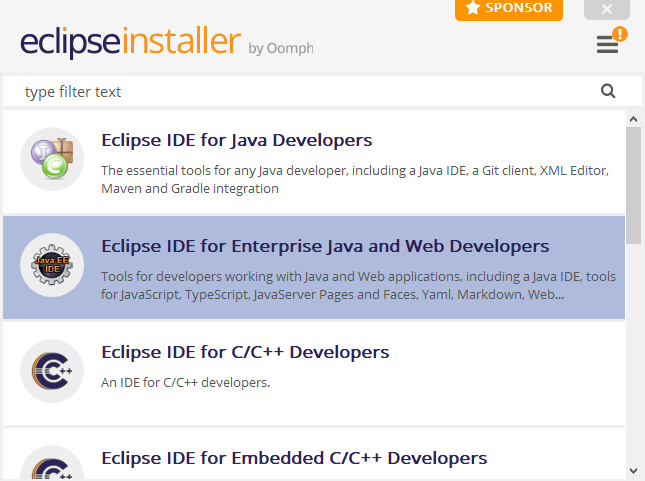 SPONSOR
eclipseinstaller by Oomph
type filter text
Eclipse IDE for Java Developers
The essential tools for any Java developer, including a Java IDE, a Git client, XML Editor,
Maven and Gradle integration
Java EE
IDE
Eclipse IDE for Enterprise Java and Web Developers
Tools for developers working with Java and Web applications, including a Java IDE, tools
for JavaScript, TypeScript, JavaServer Pages and Faces, Yaml, Markdown, Web...
C++
Eclipse IDE for C/C++ Developers
An IDE for C/C++ developers.
C++
Eclipse IDE for Embedded C/C++ Developers